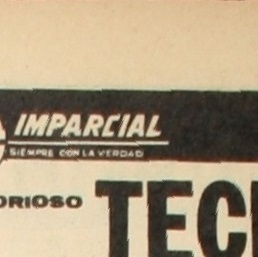 IMPARCIAL
SIEMPRE CON LA VERDAD
ORIOSO TEC